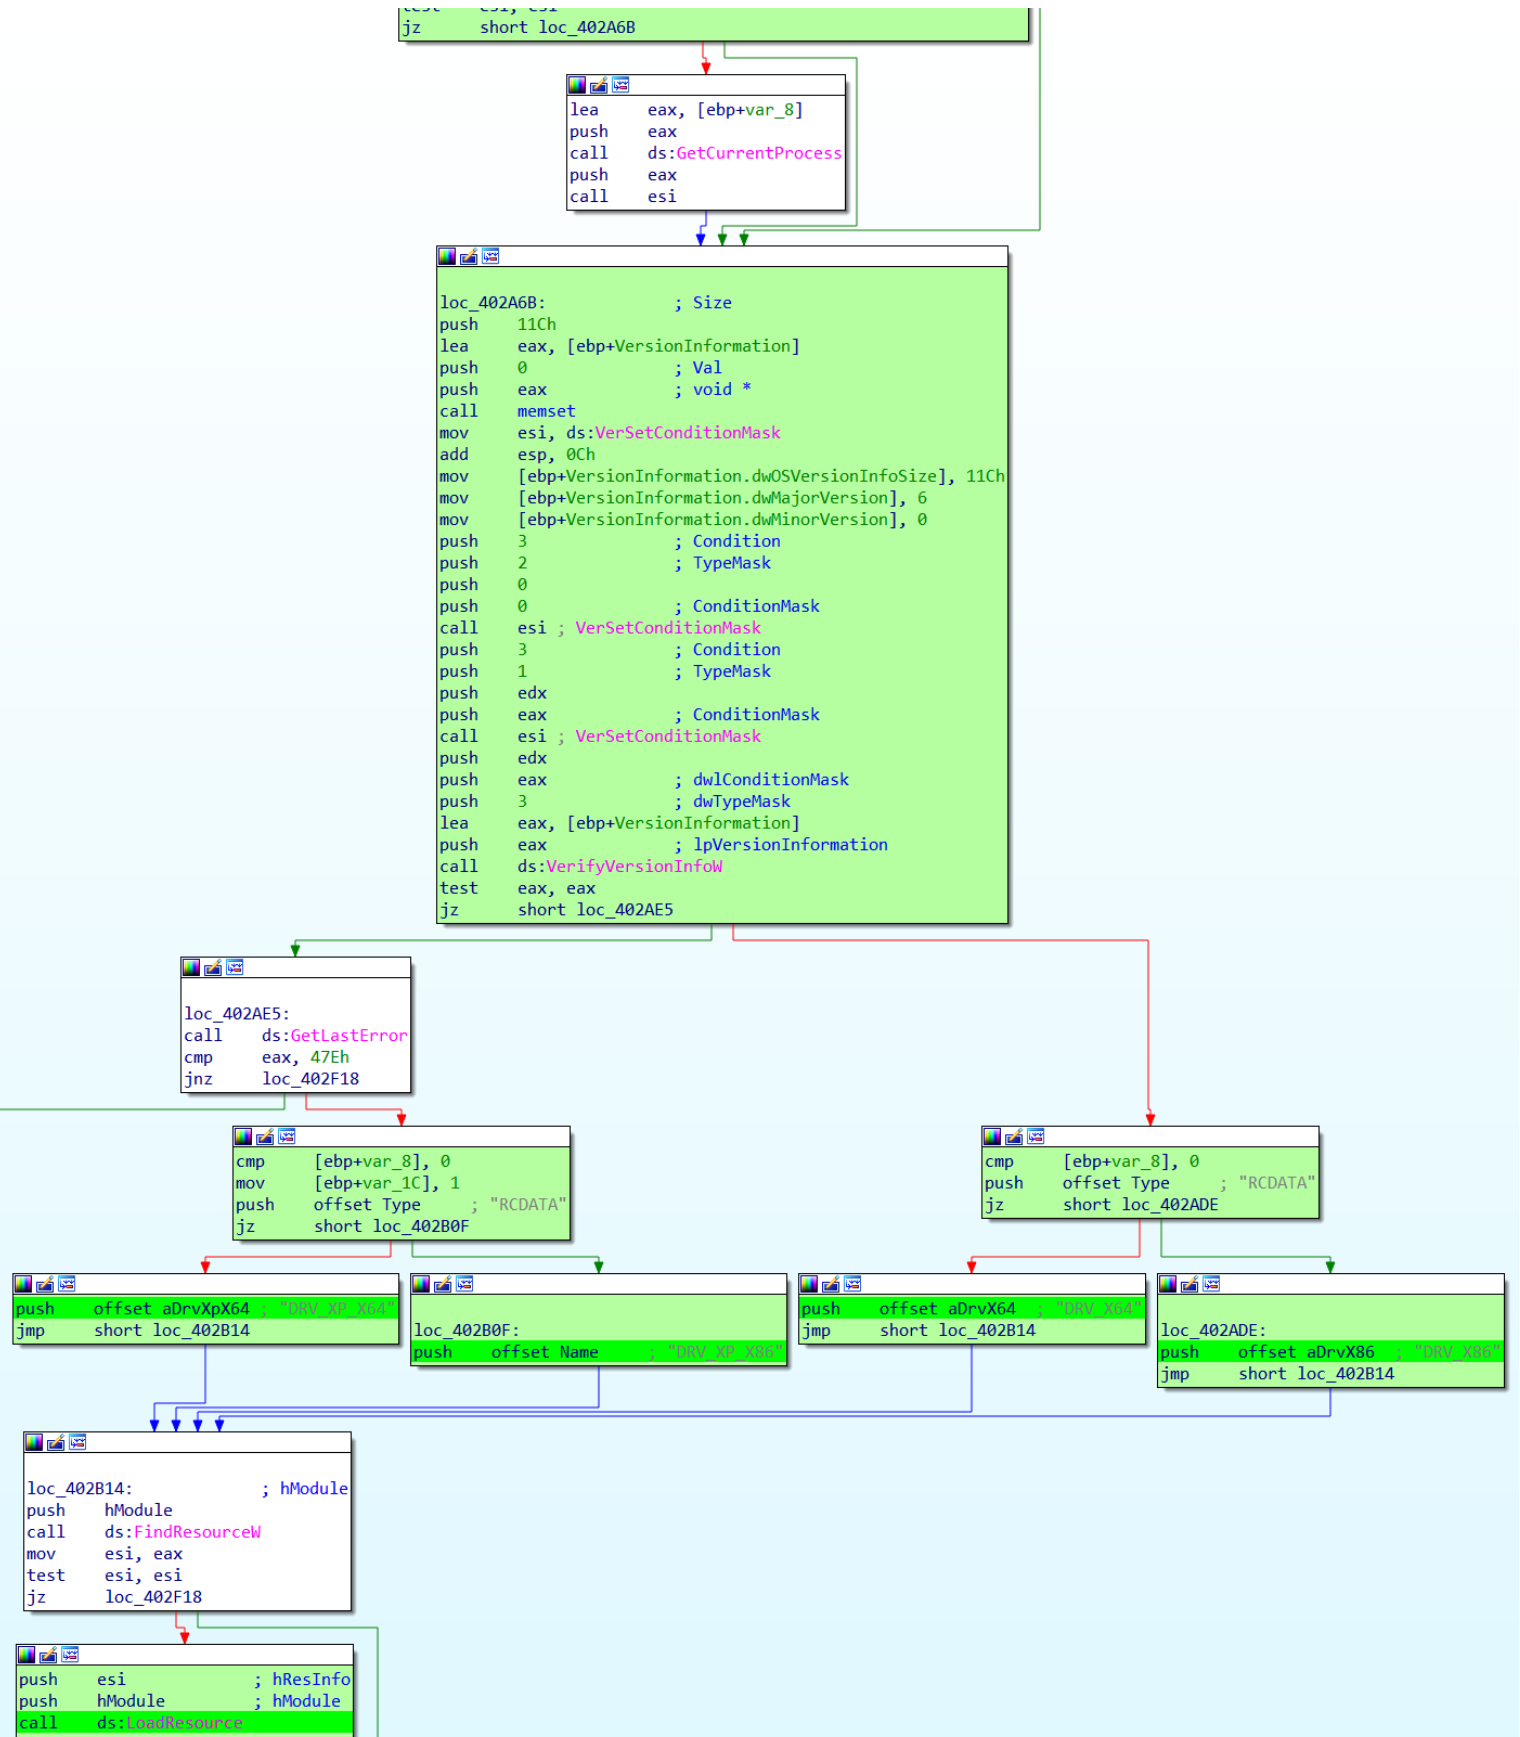 jz short loc_402A6B
lea eax, [ebp+var_8]
push eax
call ds:GetCurrentProcess
push eax
call esi
loc_402A6B: ; Size
push 11Ch
lea eax, [ebp+VersionInformation]
push 0 ; Val
push eax ; void *
call memset
mov esi, ds:VerSetConditionMask
add esp, 0Ch
mov [ebp+VersionInformation.dwOSVersionInfoSize], 11Ch
mov [ebp+VersionInformation.dwMajorVersion], 6
mov [ebp+VersionInformation.dwMinorVersion], 0
push 3 ; Condition
push 2 ; TypeMask
push 0
push 0 ; ConditionMask
call esi ; VerSetConditionMask
push 3 ; Condition
push 1 ; TypeMask
push edx
push eax ; ConditionMask
call esi ; VerSetConditionMask
push edx
push eax ; dwlConditionMask
push 3 ; dwTypeMask
lea eax, [ebp+VersionInformation]
push eax ; lpVersionInformation
call ds:VerifyVersionInfoW
test eax, eax
jz short loc_402AE5
loc_402AE5:
call ds:GetLastError
cmp eax, 47Eh
jnz loc_402F18
cmp [ebp+var_8], 0
mov [ebp+var_1C], 1
push offset Type ; "RCDATA"
jz short loc_402B0F
cmp [ebp+var_8], 0
push offset Type ; "RCDATA"
jz short loc_402ADE
push offset aDrvXpX64 ; "DRV_XP_X64"
jmp short loc_402B14
loc_402B0F:
push offset Name ; "DRV_XP_X86"
push offset aDrvX64 ; "DRV_X64"
jmp short loc_402B14
loc_402ADE:
push offset aDrvX86 ; "DRV_X86"
jmp short loc_402B14
loc_402B14: ; hModule
push hModule
call ds:FindResourceW
mov esi, eax
test esi, esi
jz loc_402F18
push esi ; hResInfo
push hModule ; hModule
call ds:LoadResource